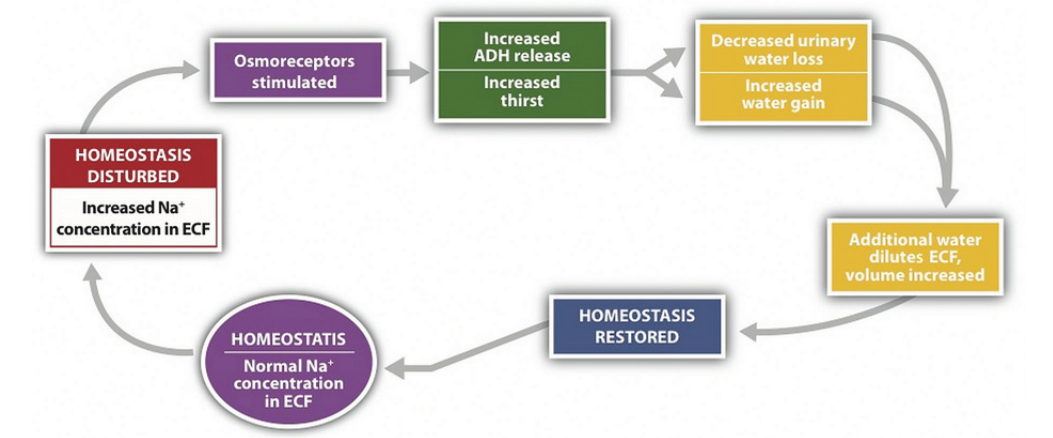 Osmoreceptors
stimulated
Increased
ADH release
Increased
thirst
Decreased urinary
water loss
Increased
water gain
HOMEOSTASIS
DISTURBED
Increased Na⁺
concentration in ECF
Additional water
dilutes ECF,
volume increased
HOMEOSTASIS
RESTORED
HOMEOSTATIS
Normal Na⁺
concentration
in ECF